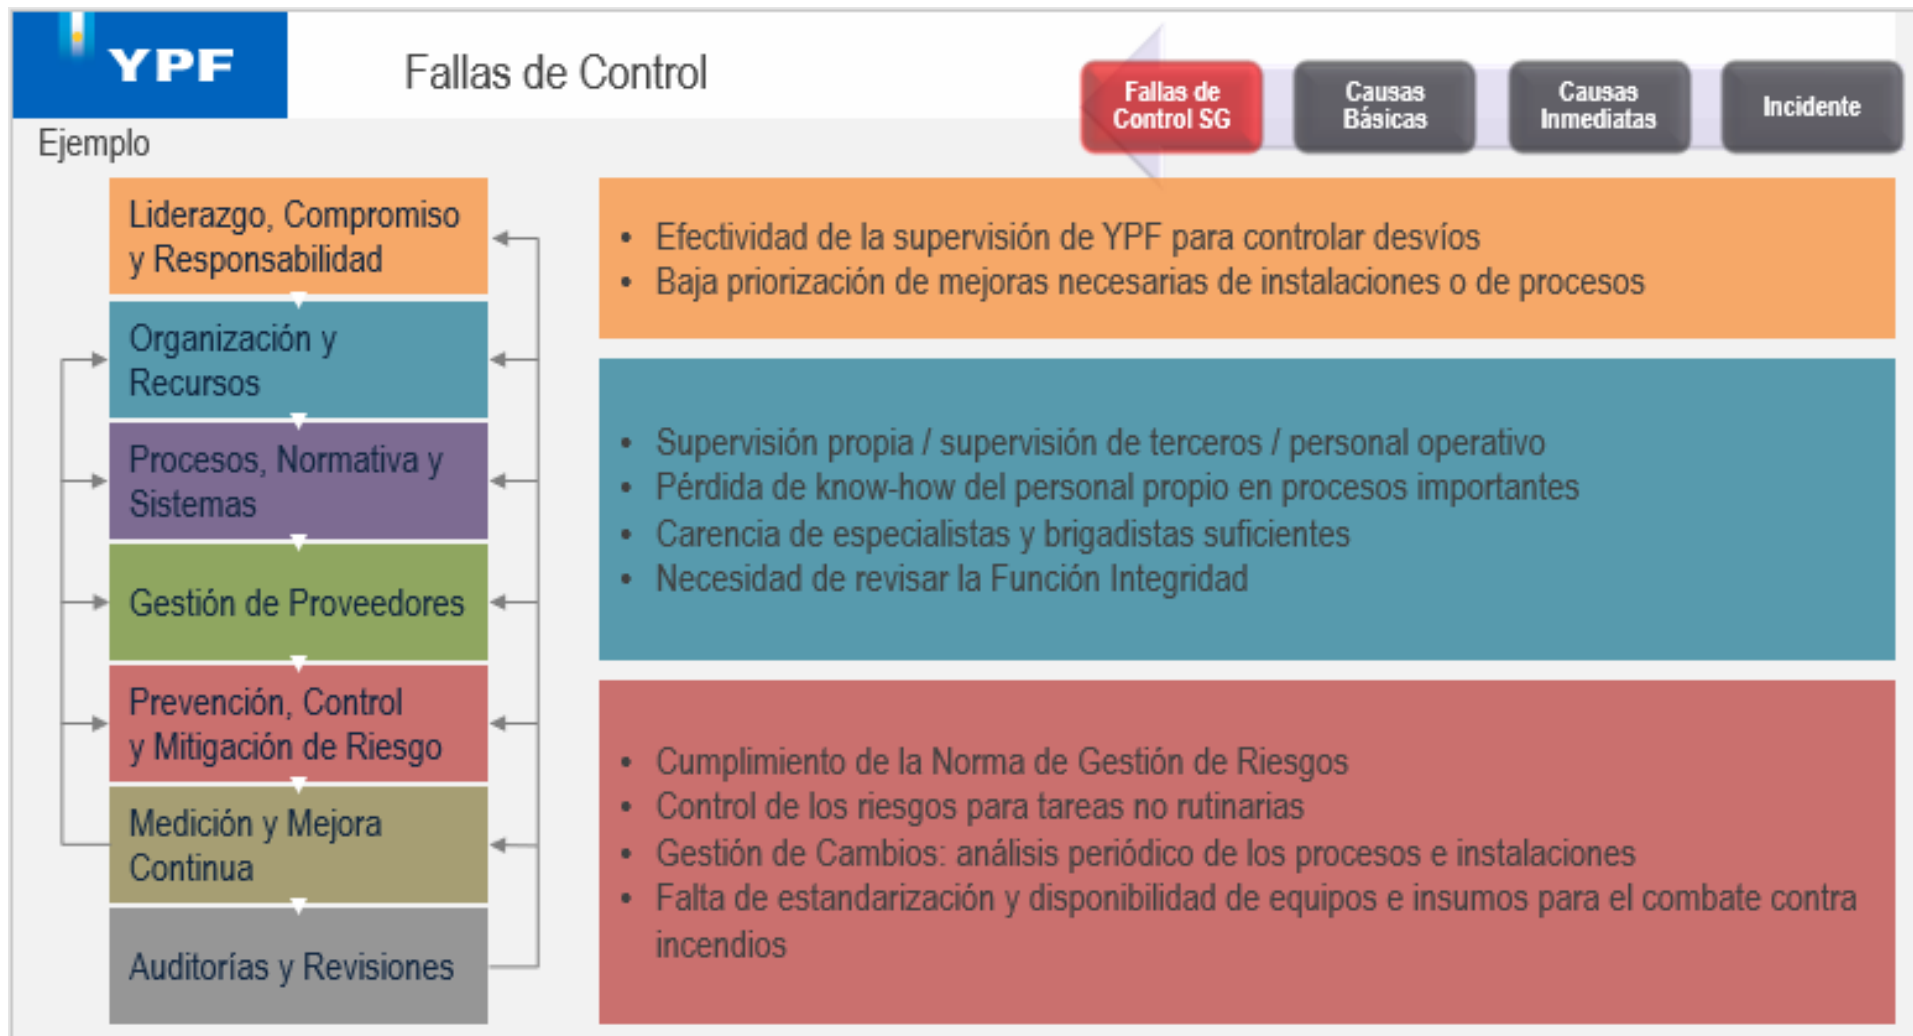 YPF
Fallas de Control
Fallas de
Control SG
Causas
Básicas
Causas
Inmediatas
Incidente
Ejemplo
Liderazgo, Compromiso
y Responsabilidad
Organización y
Recursos
Procesos, Normativa y
Sistemas
Gestión de Proveedores
Prevención, Control
y Mitigación de Riesgo
Medición y Mejora
Continua
Auditorías y Revisiones
• Efectividad de la supervisión de YPF para controlar desvíos
• Baja priorización de mejoras necesarias de instalaciones o de procesos
• Supervisión propia / supervisión de terceros / personal operativo
• Pérdida de know-how del personal propio en procesos importantes
• Carencia de especialistas y brigadistas suficientes
• Necesidad de revisar la Función Integridad
• Cumplimiento de la Norma de Gestión de Riesgos
• Control de los riesgos para tareas no rutinarias
• Gestión de Cambios: análisis periódico de los procesos e instalaciones
• Falta de estandarización y disponibilidad de equipos e insumos para el combate contra
incendios